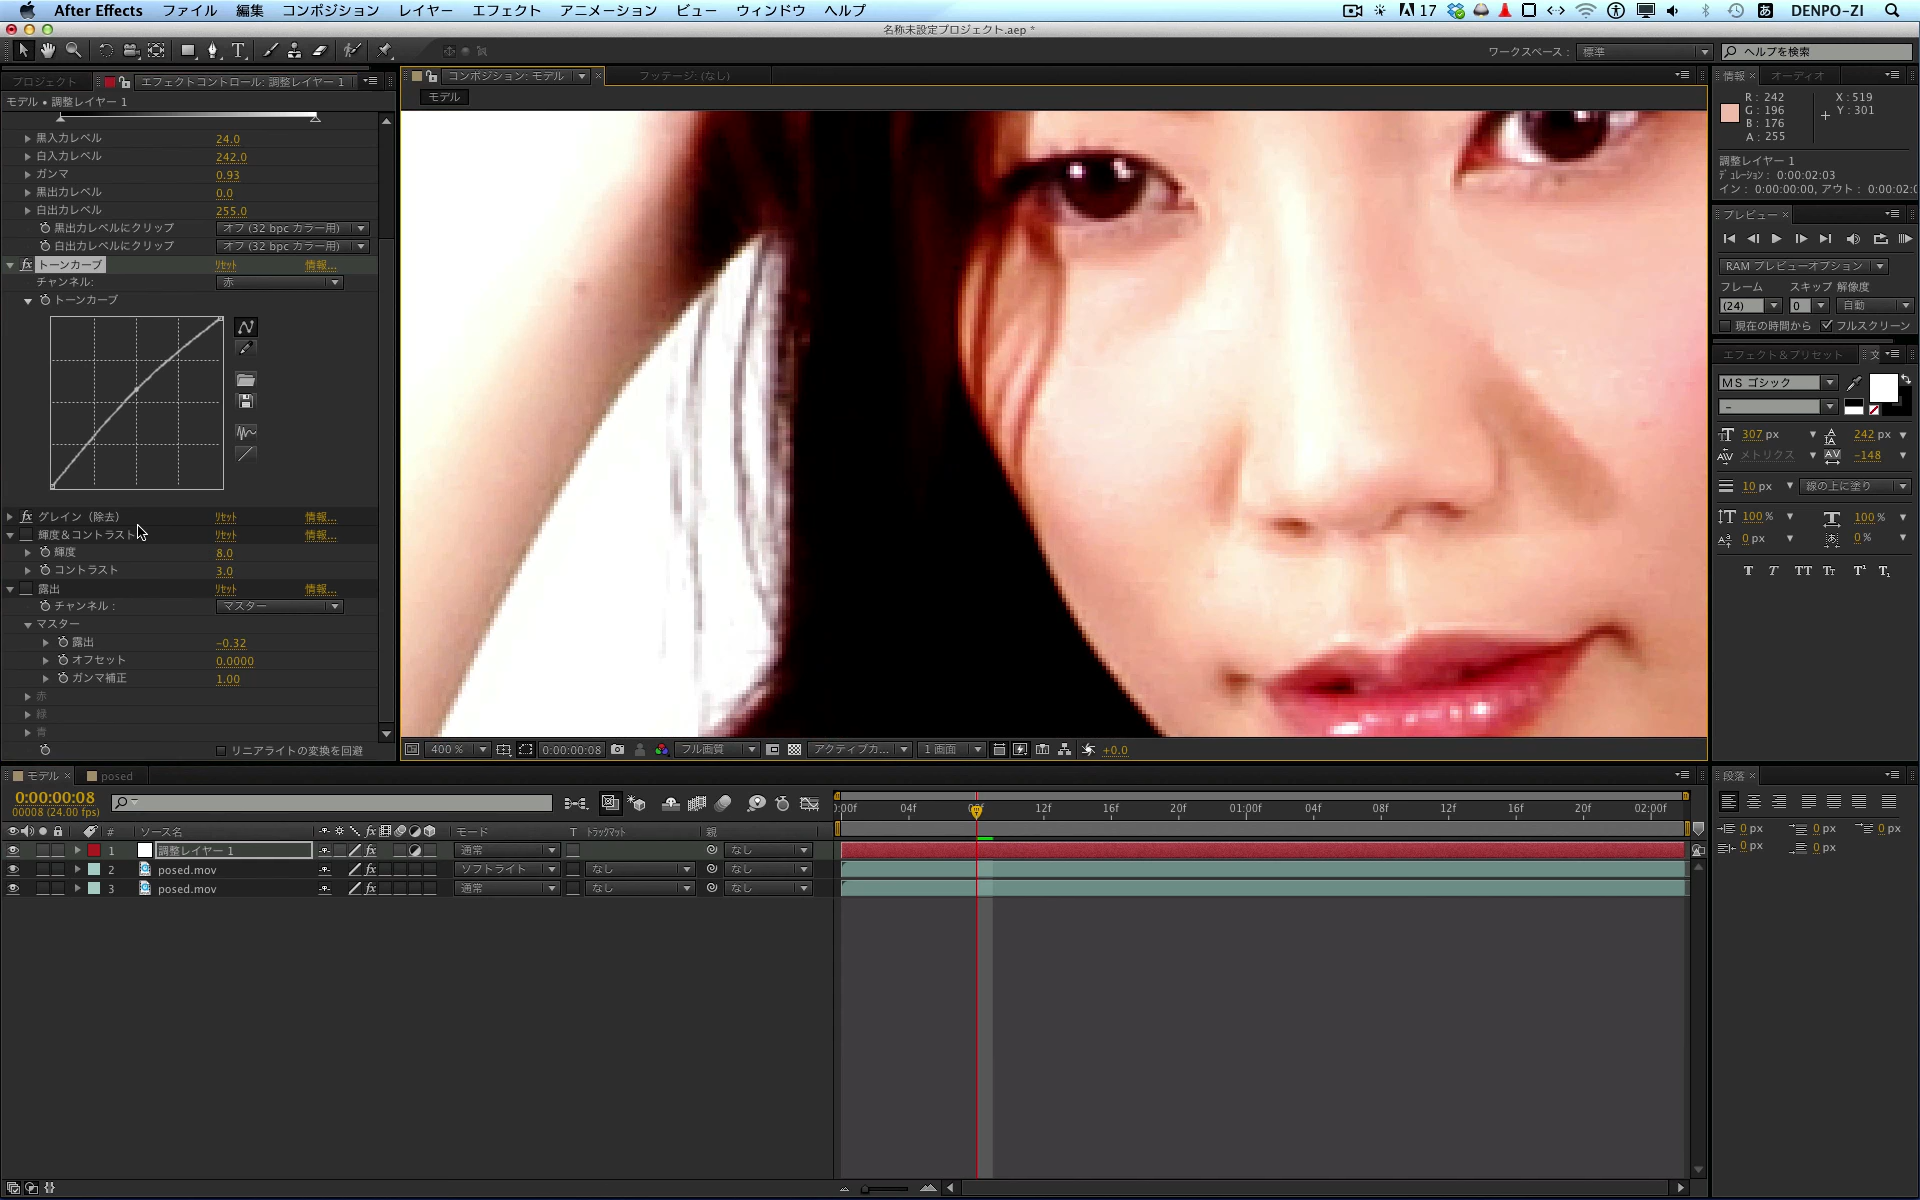 After Effects ファイル 編集 コンポジション レイヤー エフェクト アニメーション ビュー ウィンドウ ヘルプ 17 あ DENPO-ZI
名称未設定プロジェクト.aep *
ワークスペース： 標準 ヘルプを検索
プロジェクト エフェクトコントロール: 調整レイヤー 1
モデル • 調整レイヤー 1
黒入力レベル 24.0
白入力レベル 242.0
ガンマ 0.93
黒出力レベル 0.0
白出力レベル 255.0
黒出力レベルにクリップ オフ (32 bpc カラー用)
白出力レベルにクリップ オフ (32 bpc カラー用)
fx トーンカーブ リセット 情報...
チャンネル: 赤
トーンカーブ
fx グレイン（除去） リセット 情報...
輝度＆コントラスト リセット 情報...
輝度 8.0
コントラスト 3.0
露出 リセット 情報...
チャンネル： マスター
マスター
露出 -0.32
オフセット 0.0000
ガンマ補正 1.00
赤
緑
青
リニアライトの変換を回避
コンポジション: モデル フッテージ: (なし)
モデル
400 % 0:00:00:08 フル画質 アクティブカ... 1 画面 +0.0
情報 オーディオ
R : 242 X : 519
G : 196 Y : 301
B : 176
A : 255
調整レイヤー 1
デュレーション： 0:00:02:03
イン： 0:00:00:00, アウト： 0:00:02:0
プレビュー
RAM プレビューオプション
フレーム スキップ 解像度
(24) 0 自動
現在の時間から フルスクリーン
エフェクト＆プリセット 文
MS ゴシック
-
307 px 242 px
メトリクス -148
10 px 線の上に塗り
100 % 100 %
0 px 0 %
T T TT Tt T¹ T₁
段落
0 px 0 px 0 px
0 px 0 px
モデル posed
0:00:00:08
00008 (24.00 fps)
# ソース名 fx モード T トラックマット 親
1 調整レイヤー 1 fx 通常 なし
2 posed.mov fx ソフトライト なし なし
3 posed.mov fx 通常 なし なし
:00f 04f 08f 12f 16f 20f 01:00f 04f 08f 12f 16f 20f 02:00f